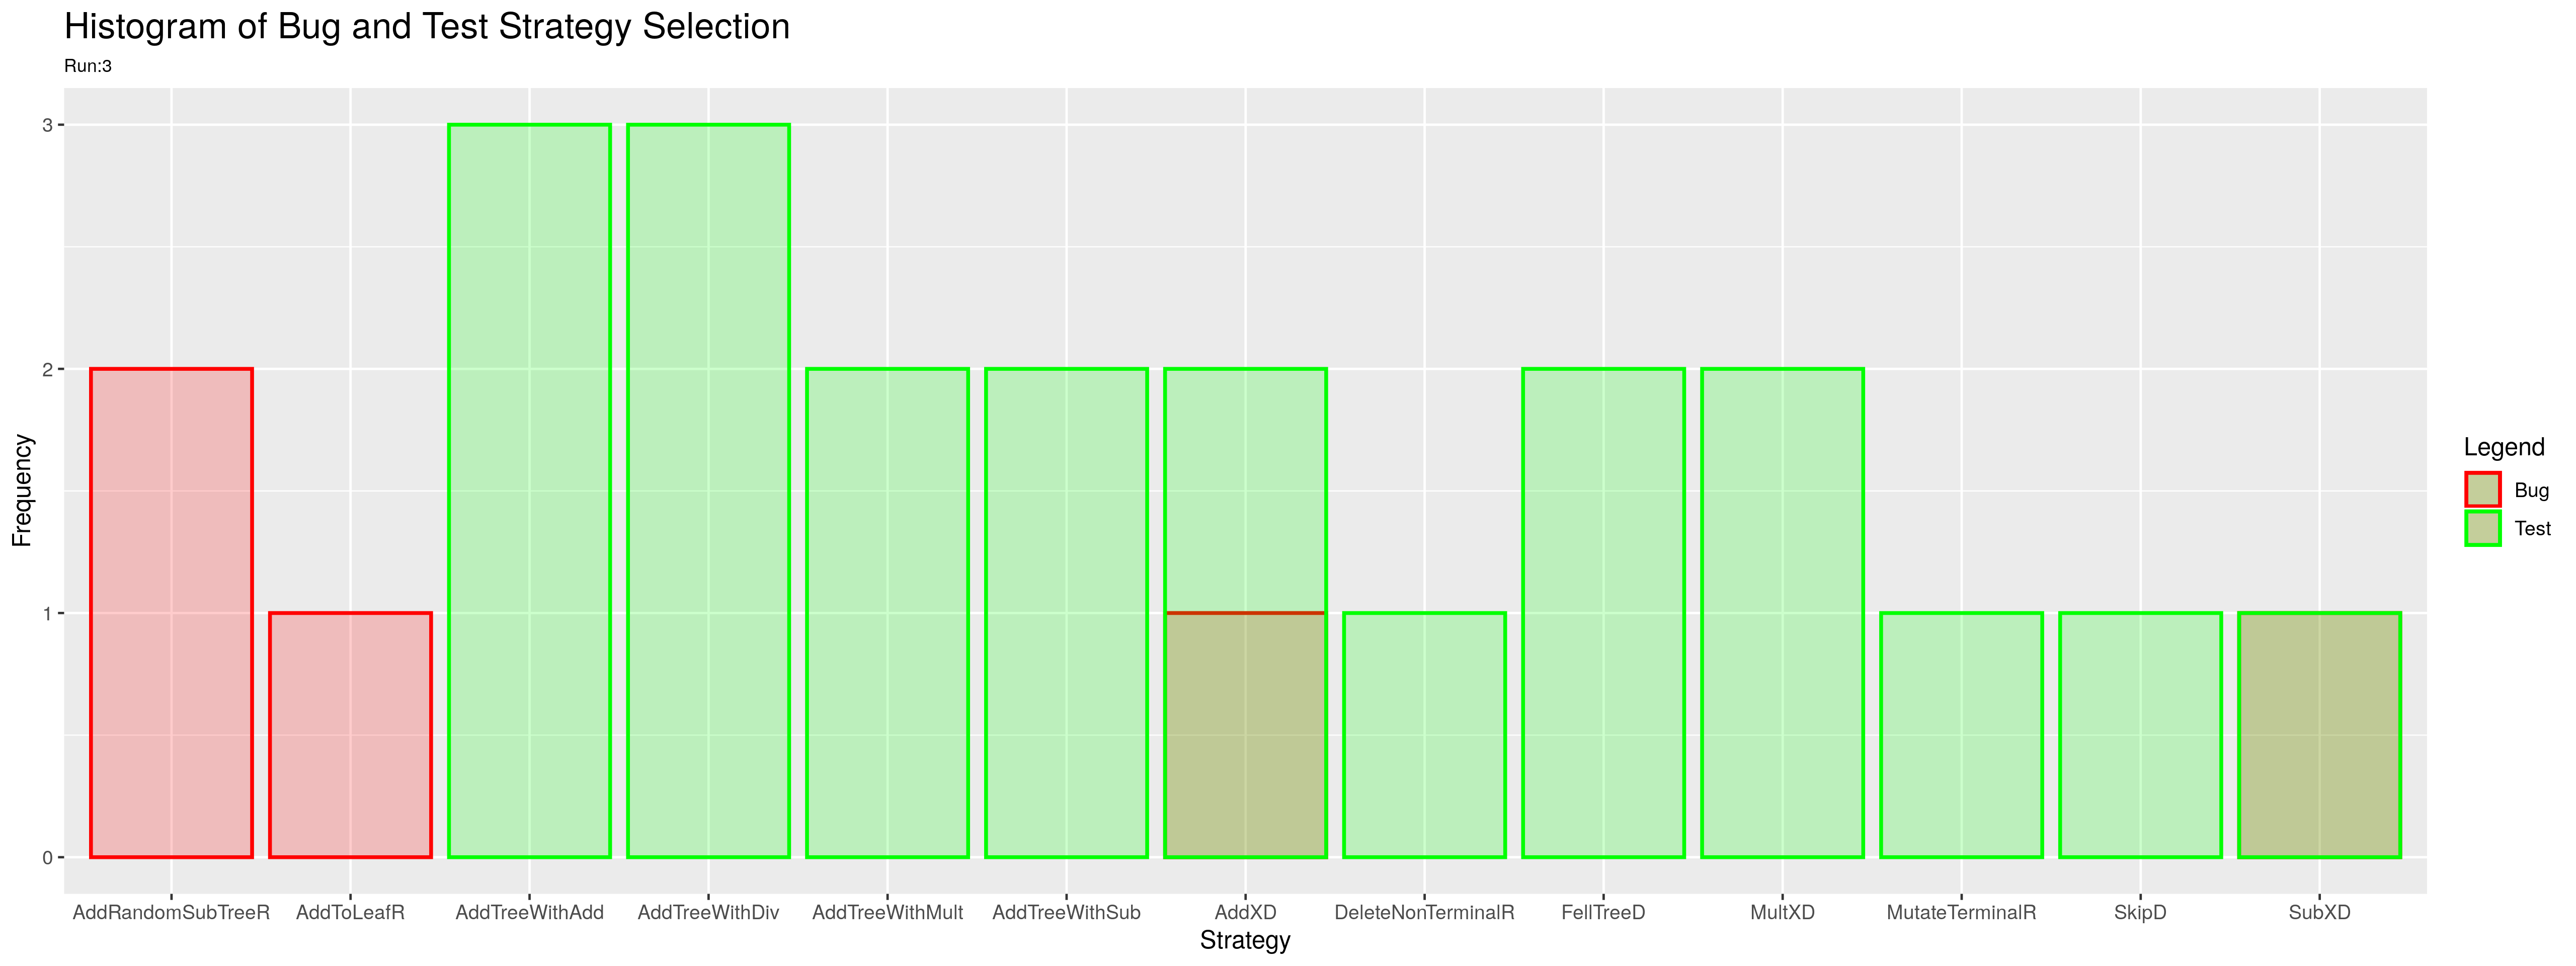 Histogram of Bug and Test Strategy Selection
Run:3
Frequency
3
2
1
0
AddRandomSubTreeR AddToLeafR AddTreeWithAdd AddTreeWithDiv AddTreeWithMult AddTreeWithSub AddXD DeleteNonTerminalR FellTreeD MultXD MutateTerminalR SkipD SubXD
Strategy
Legend
Bug
Test